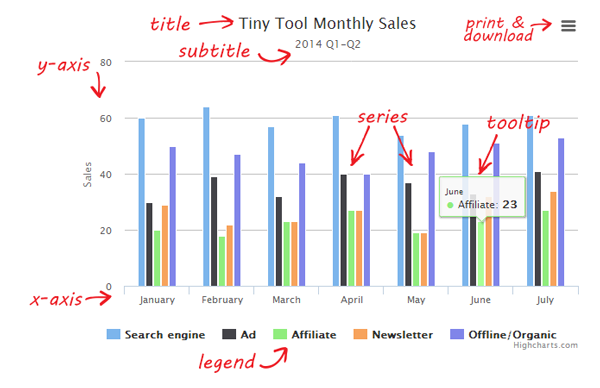 title
Tiny Tool Monthly Sales
print &
download
subtitle
2014 Q1-Q2
y-axis
80
60
40
20
0
Sales
series
tooltip
June
Affiliate: 23
x-axis
January
February
March
April
May
June
July
Search engine
Ad
Affiliate
Newsletter
Offline/Organic
legend
Highcharts.com